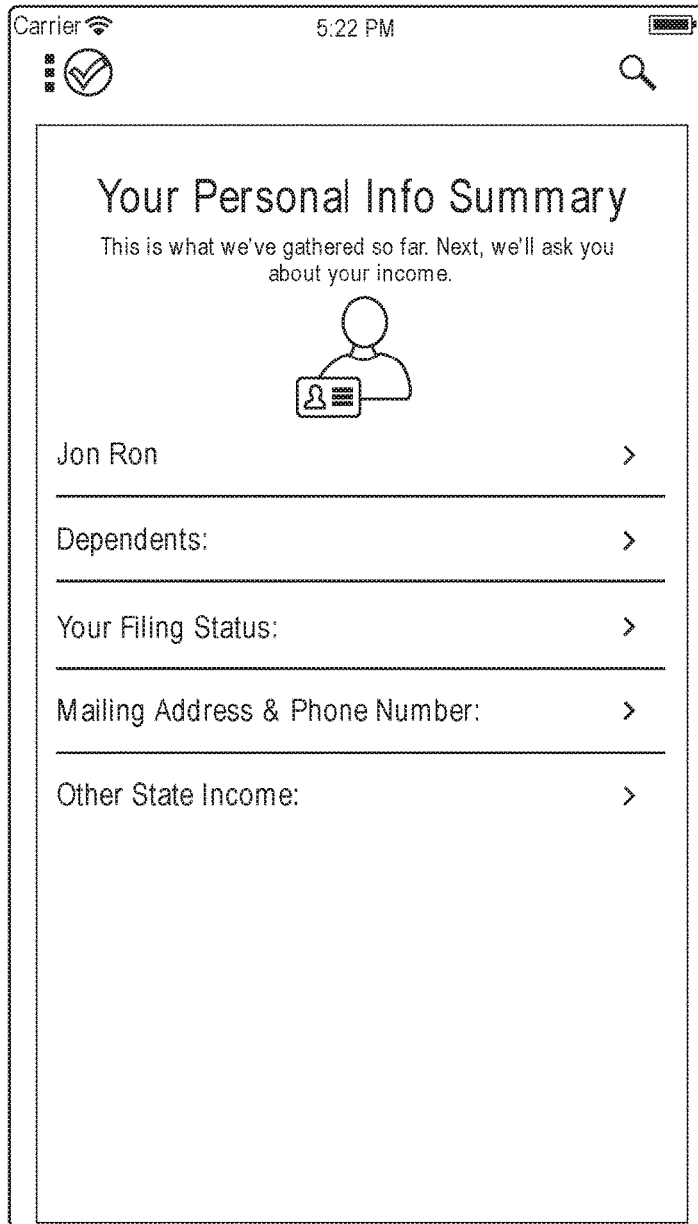 Carrier 5:22 PM
Your Personal Info Summary
This is what we've gathered so far. Next, we'll ask you
about your income.
Jon Ron
Dependents:
Your Filing Status:
Mailing Address & Phone Number:
Other State Income: